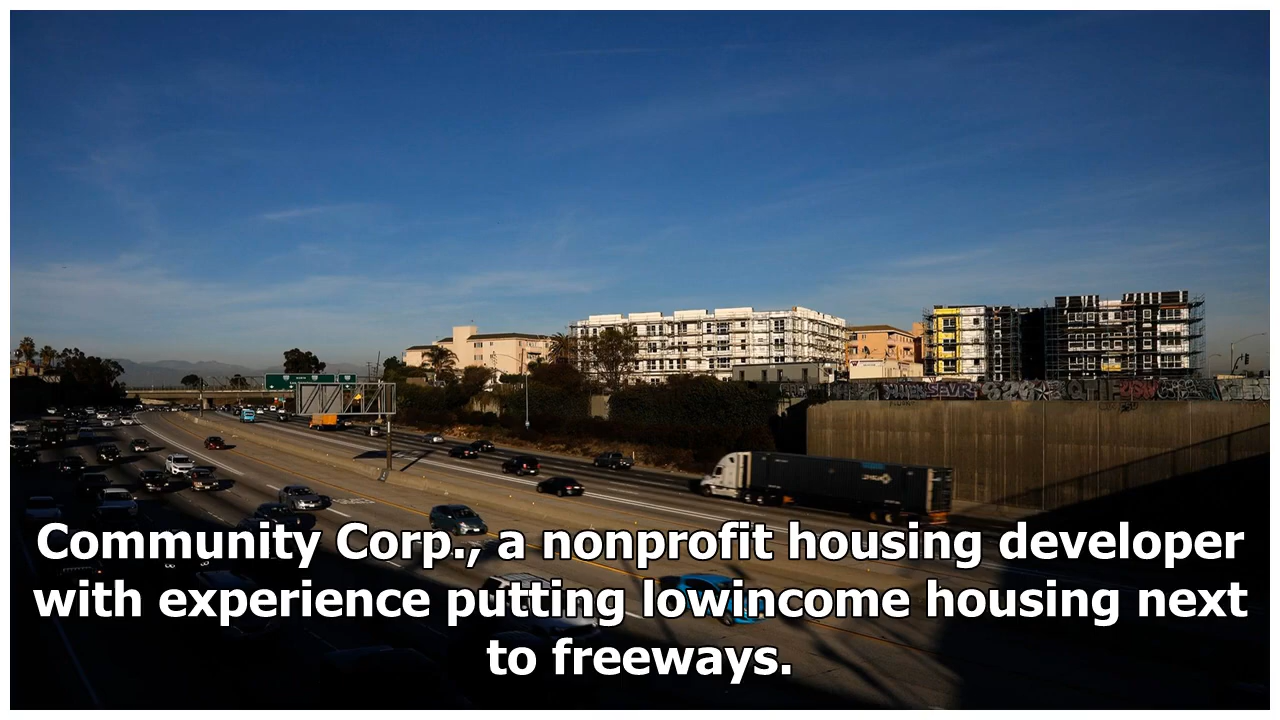 Community Corp., a nonprofit housing developer
with experience putting lowincome housing next
to freeways.